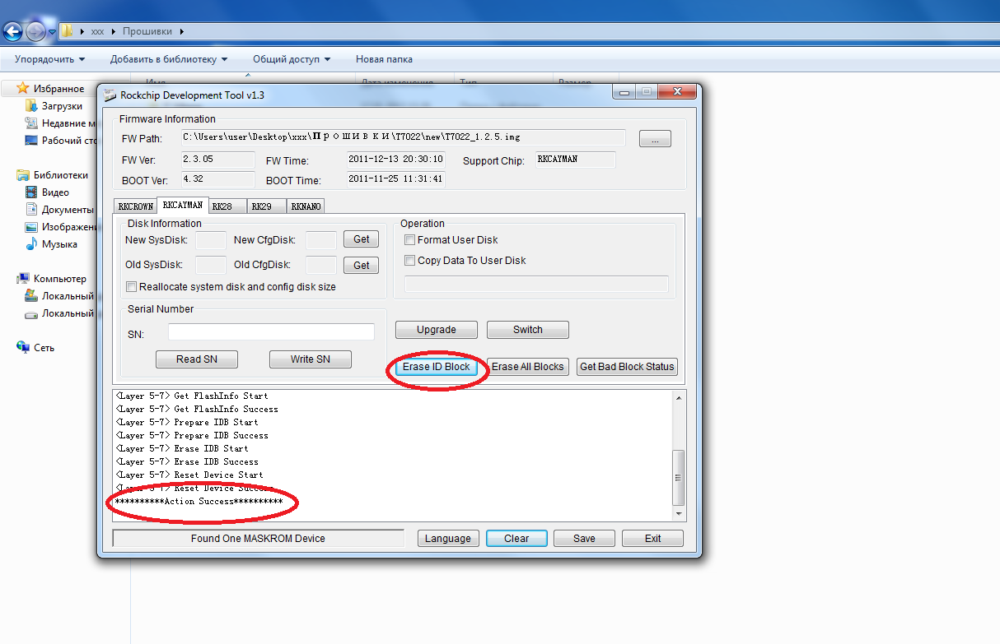 xxx Прошивки
Упорядочить Добавить в библиотеку Общий доступ Новая папка
Имя Дата изменения Тип Размер
Избранное
Загрузки
Недавние м
Рабочий сто
Библиотеки
Видео
Документы
Изображени
Музыка
Компьютер
Локальный
Локальный
Сеть
Rockchip Development Tool v1.3
Firmware Information
FW Path: C:\Users\user\Desktop\xxx\Прошивки\T7022\new\T7022_1.2.5.img ...
FW Ver: 2.3.05 FW Time: 2011-12-13 20:30:10 Support Chip: RKCAYMAN
BOOT Ver: 4.32 BOOT Time: 2011-11-25 11:31:41
RKCROWN RKCAYMAN RK28 RK29 RKNANO
Disk Information
New SysDisk: New CfgDisk: Get
Old SysDisk: Old CfgDisk: Get
Reallocate system disk and config disk size
Operation
Format User Disk
Copy Data To User Disk
Serial Number
SN:
Read SN Write SN
Upgrade Switch
Erase ID Block Erase All Blocks Get Bad Block Status
<Layer 5-7> Get FlashInfo Start
<Layer 5-7> Get FlashInfo Success
<Layer 5-7> Prepare IDB Start
<Layer 5-7> Prepare IDB Success
<Layer 5-7> Erase IDB Start
<Layer 5-7> Erase IDB Success
<Layer 5-7> Reset Device Start
<Layer 5-7> Reset Device Success
**********Action Success**********
Found One MASKROM Device Language Clear Save Exit